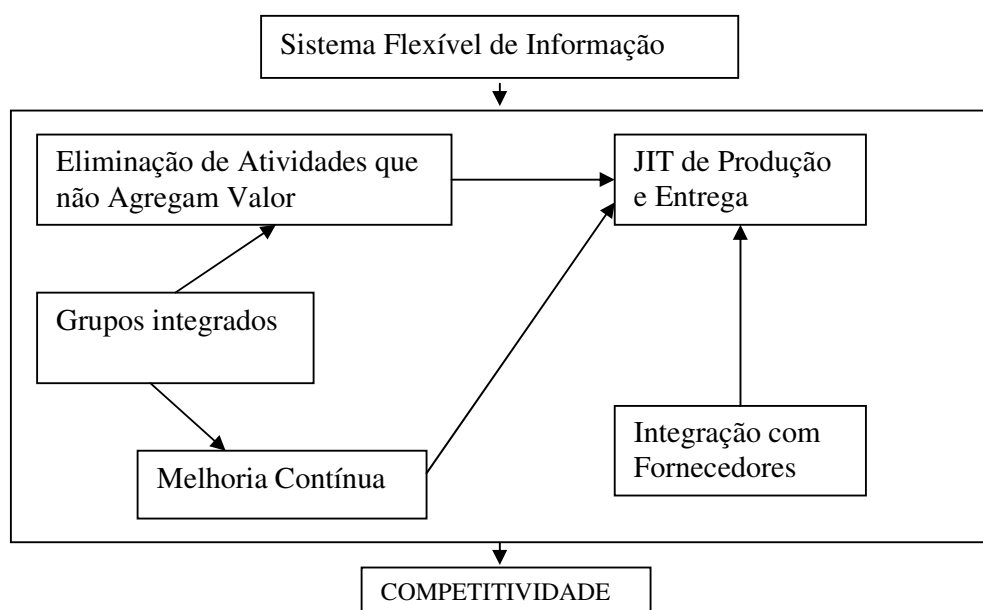 Sistema Flexível de Informação
Eliminação de Atividades que
não Agregam Valor
JIT de Produção
e Entrega
Grupos integrados
Integração com
Fornecedores
Melhoria Contínua
COMPETITIVIDADE